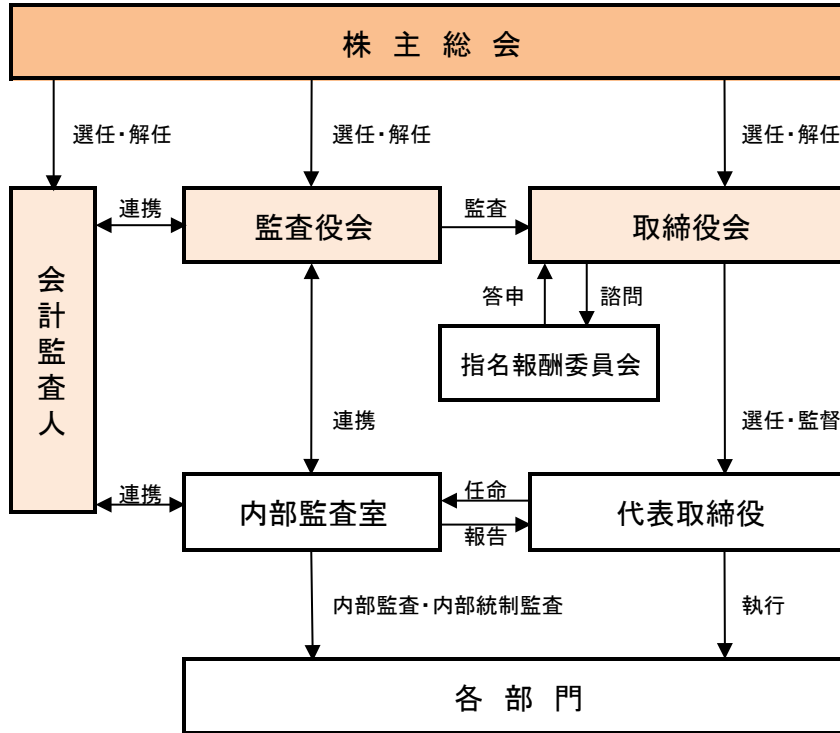 株主総会
選任・解任
選任・解任
選任・解任
連携
監査役会
監査
取締役会
会計監査人
答申
諮問
指名報酬委員会
連携
選任・監督
連携
内部監査室
任命
報告
代表取締役
内部監査・内部統制監査
執行
各部門